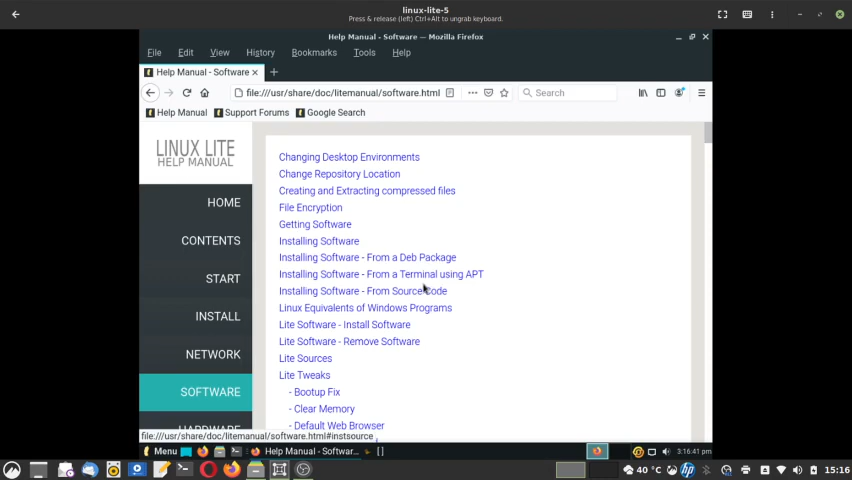 linux-lite-5
Press & release (left) Ctrl+Alt to ungrab keyboard.
Help Manual - Software — Mozilla Firefox
File Edit View History Bookmarks Tools Help
Help Manual - Software
file:///usr/share/doc/litemanual/software.html
Search
Help Manual Support Forums Google Search
LINUX LITE
HELP MANUAL
HOME
CONTENTS
START
INSTALL
NETWORK
SOFTWARE
HARDWARE
Changing Desktop Environments
Change Repository Location
Creating and Extracting compressed files
File Encryption
Getting Software
Installing Software
Installing Software - From a Deb Package
Installing Software - From a Terminal using APT
Installing Software - From Source Code
Linux Equivalents of Windows Programs
Lite Software - Install Software
Lite Software - Remove Software
Lite Sources
Lite Tweaks
- Bootup Fix
- Clear Memory
- Default Web Browser
file:///usr/share/doc/litemanual/software.html#instsource
Menu
Help Manual - Softwar...
3:16:41 pm
40 °C
hp
15:16